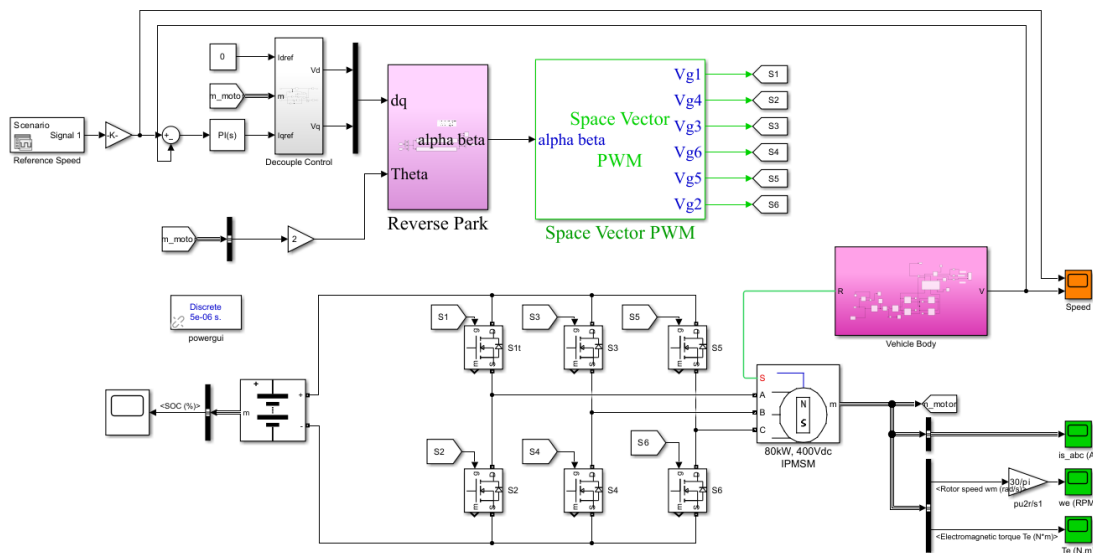 Scenario
Signal 1
Reference Speed
-K-
+
-
PI(s)
0
m_moto
Idref
m
Iqref
Vd
Vq
Decouple Control
dq
alpha beta
Theta
Reverse Park
m_moto
2
alpha beta
Space Vector
PWM
Vg1
Vg4
Vg3
Vg6
Vg5
Vg2
Space Vector PWM
S1
S2
S3
S4
S5
S6
R
V
Vehicle Body
Speed
Discrete
5e-06 s.
powergui
<SOC (%)>
m
+
+
-
S1
g
D
m
S
S1t
S3
g
D
m
S
S3
S5
g
D
m
S
S5
S2
g
D
m
S
S2
S4
g
D
m
S
S4
S6
g
D
m
S
S6
S
A
B
C
N
S
m
80kW, 400Vdc
IPMSM
m_motor
is_abc (A
<Rotor speed wm (rad/s)>
30/pi
pu2r/s1
we (RPM
<Electromagnetic torque Te (N*m)>
Te (N.m